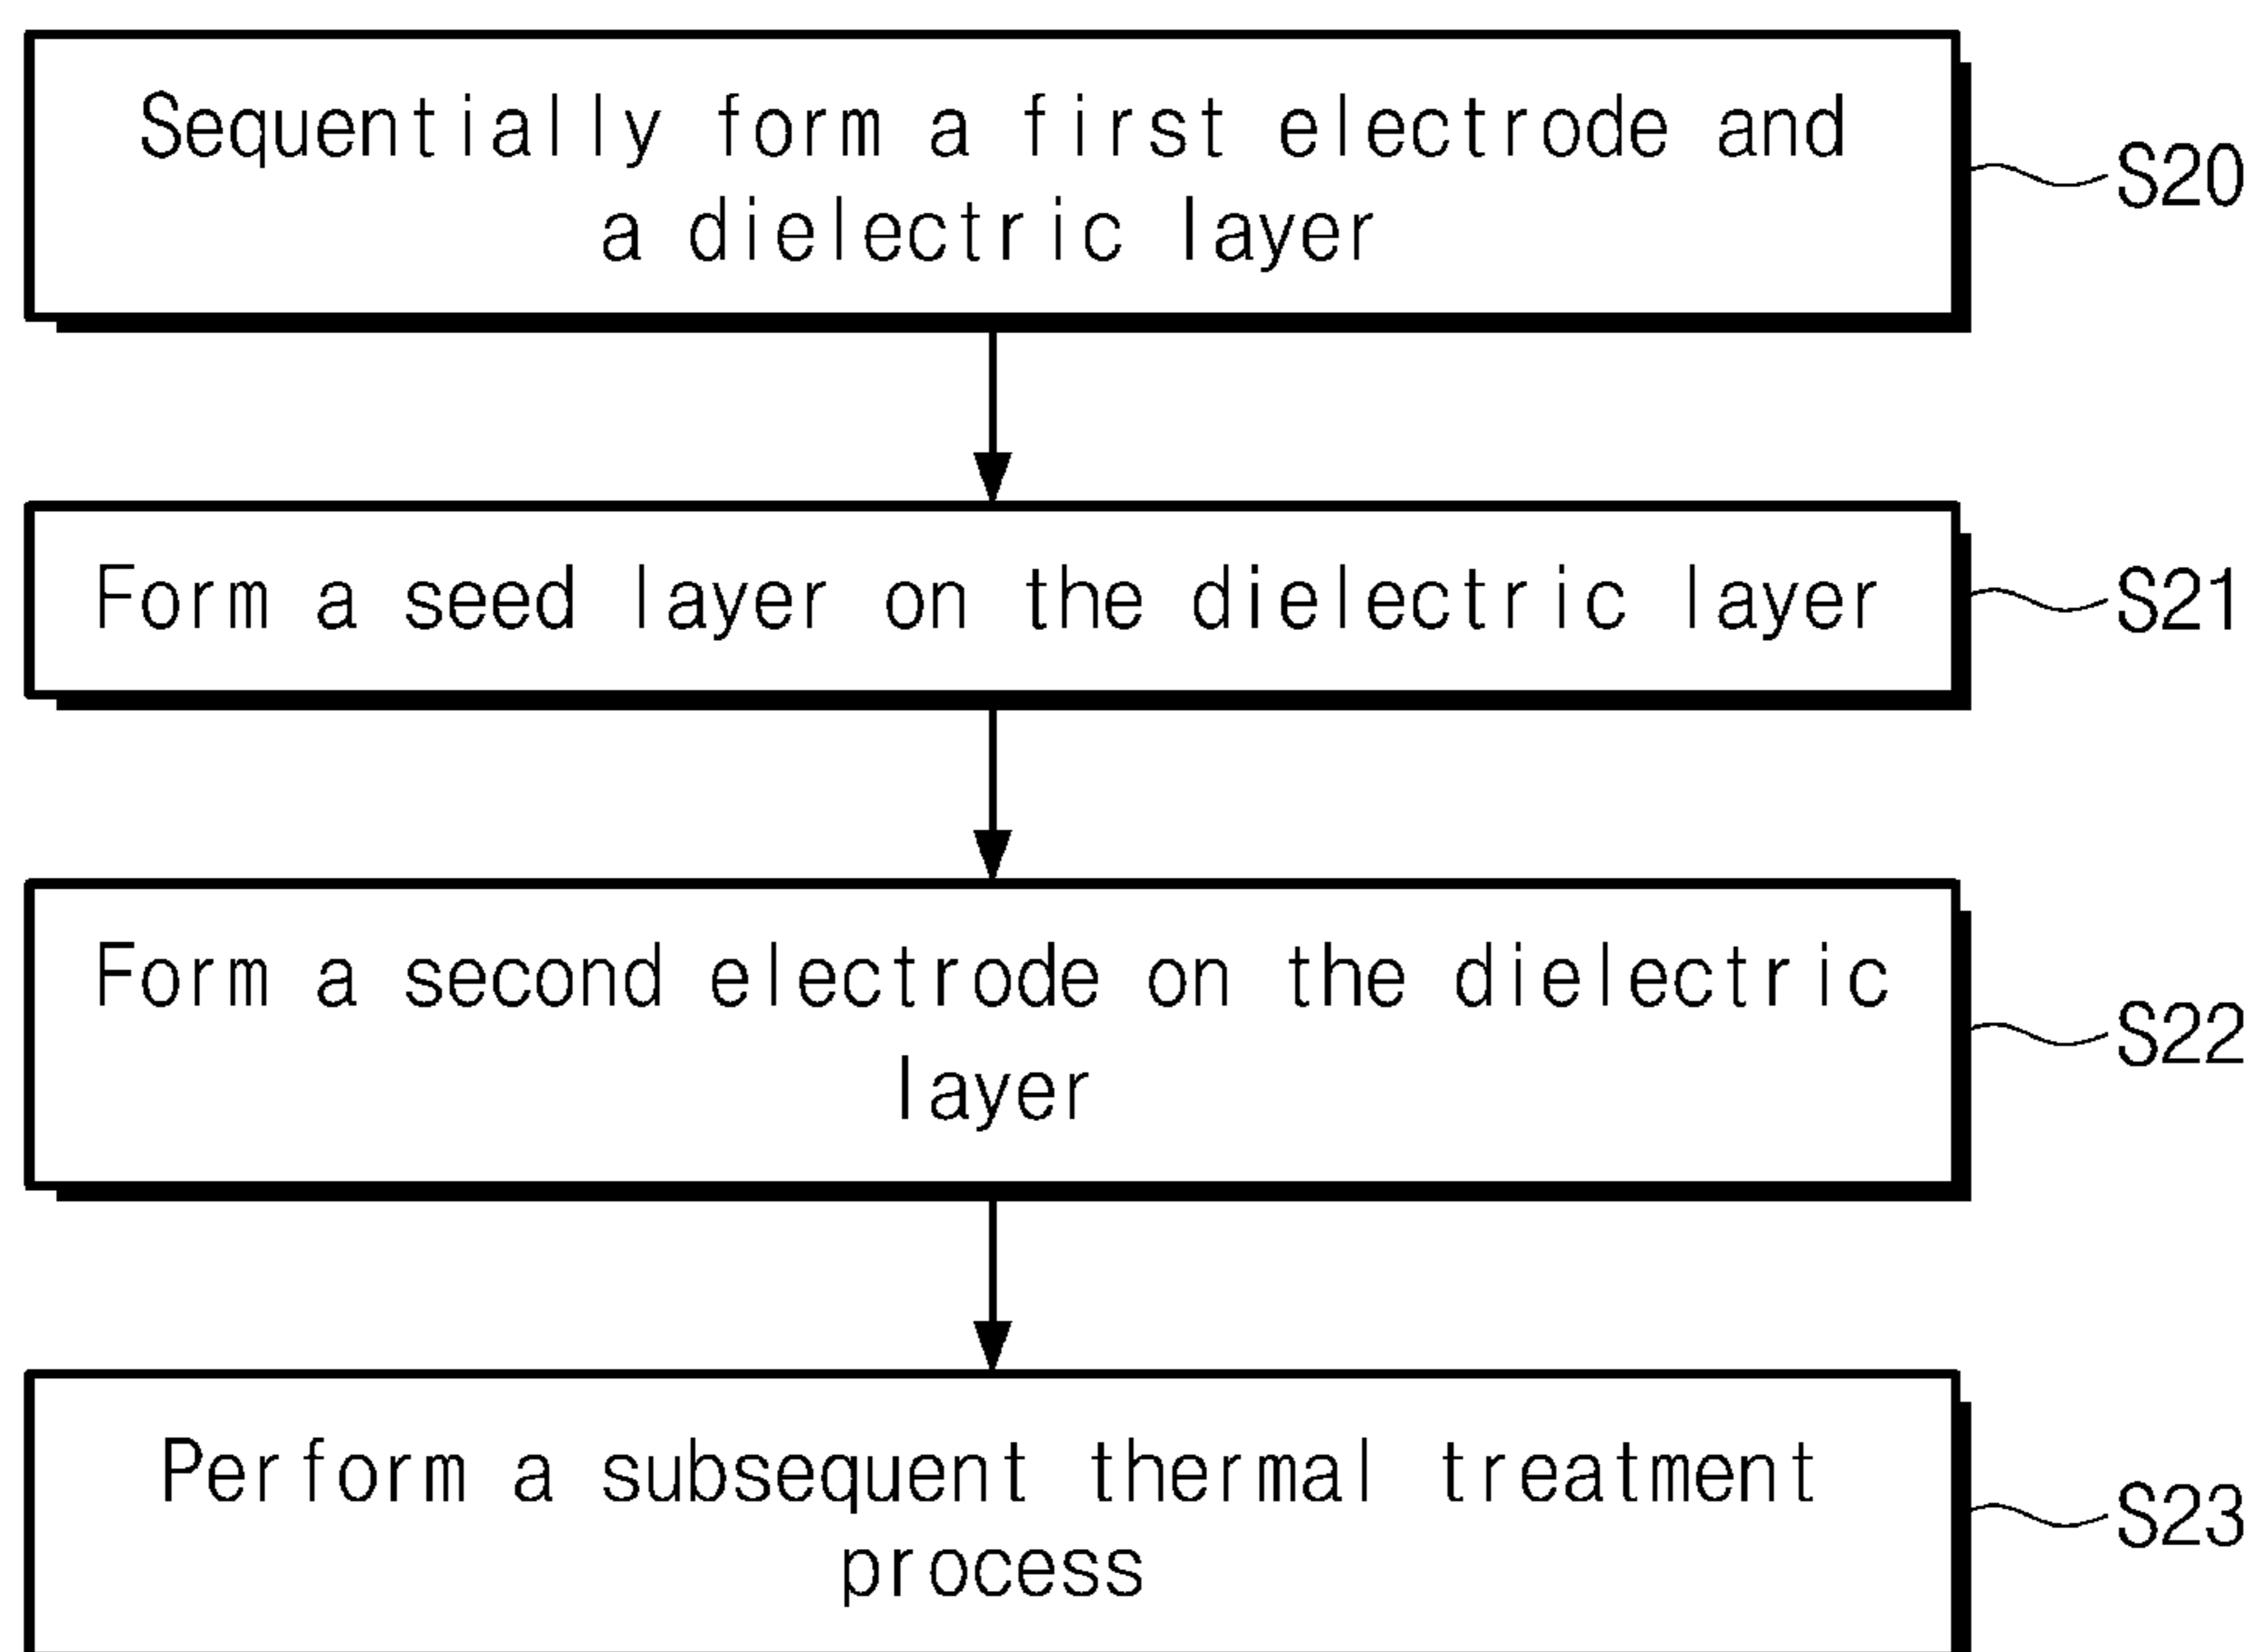 Sequentially form a first electrode and
a dielectric layer
S20
Form a seed layer on the dielectric layer
S21
Form a second electrode on the dielectric
layer
S22
Perform a subsequent thermal treatment
process
S23